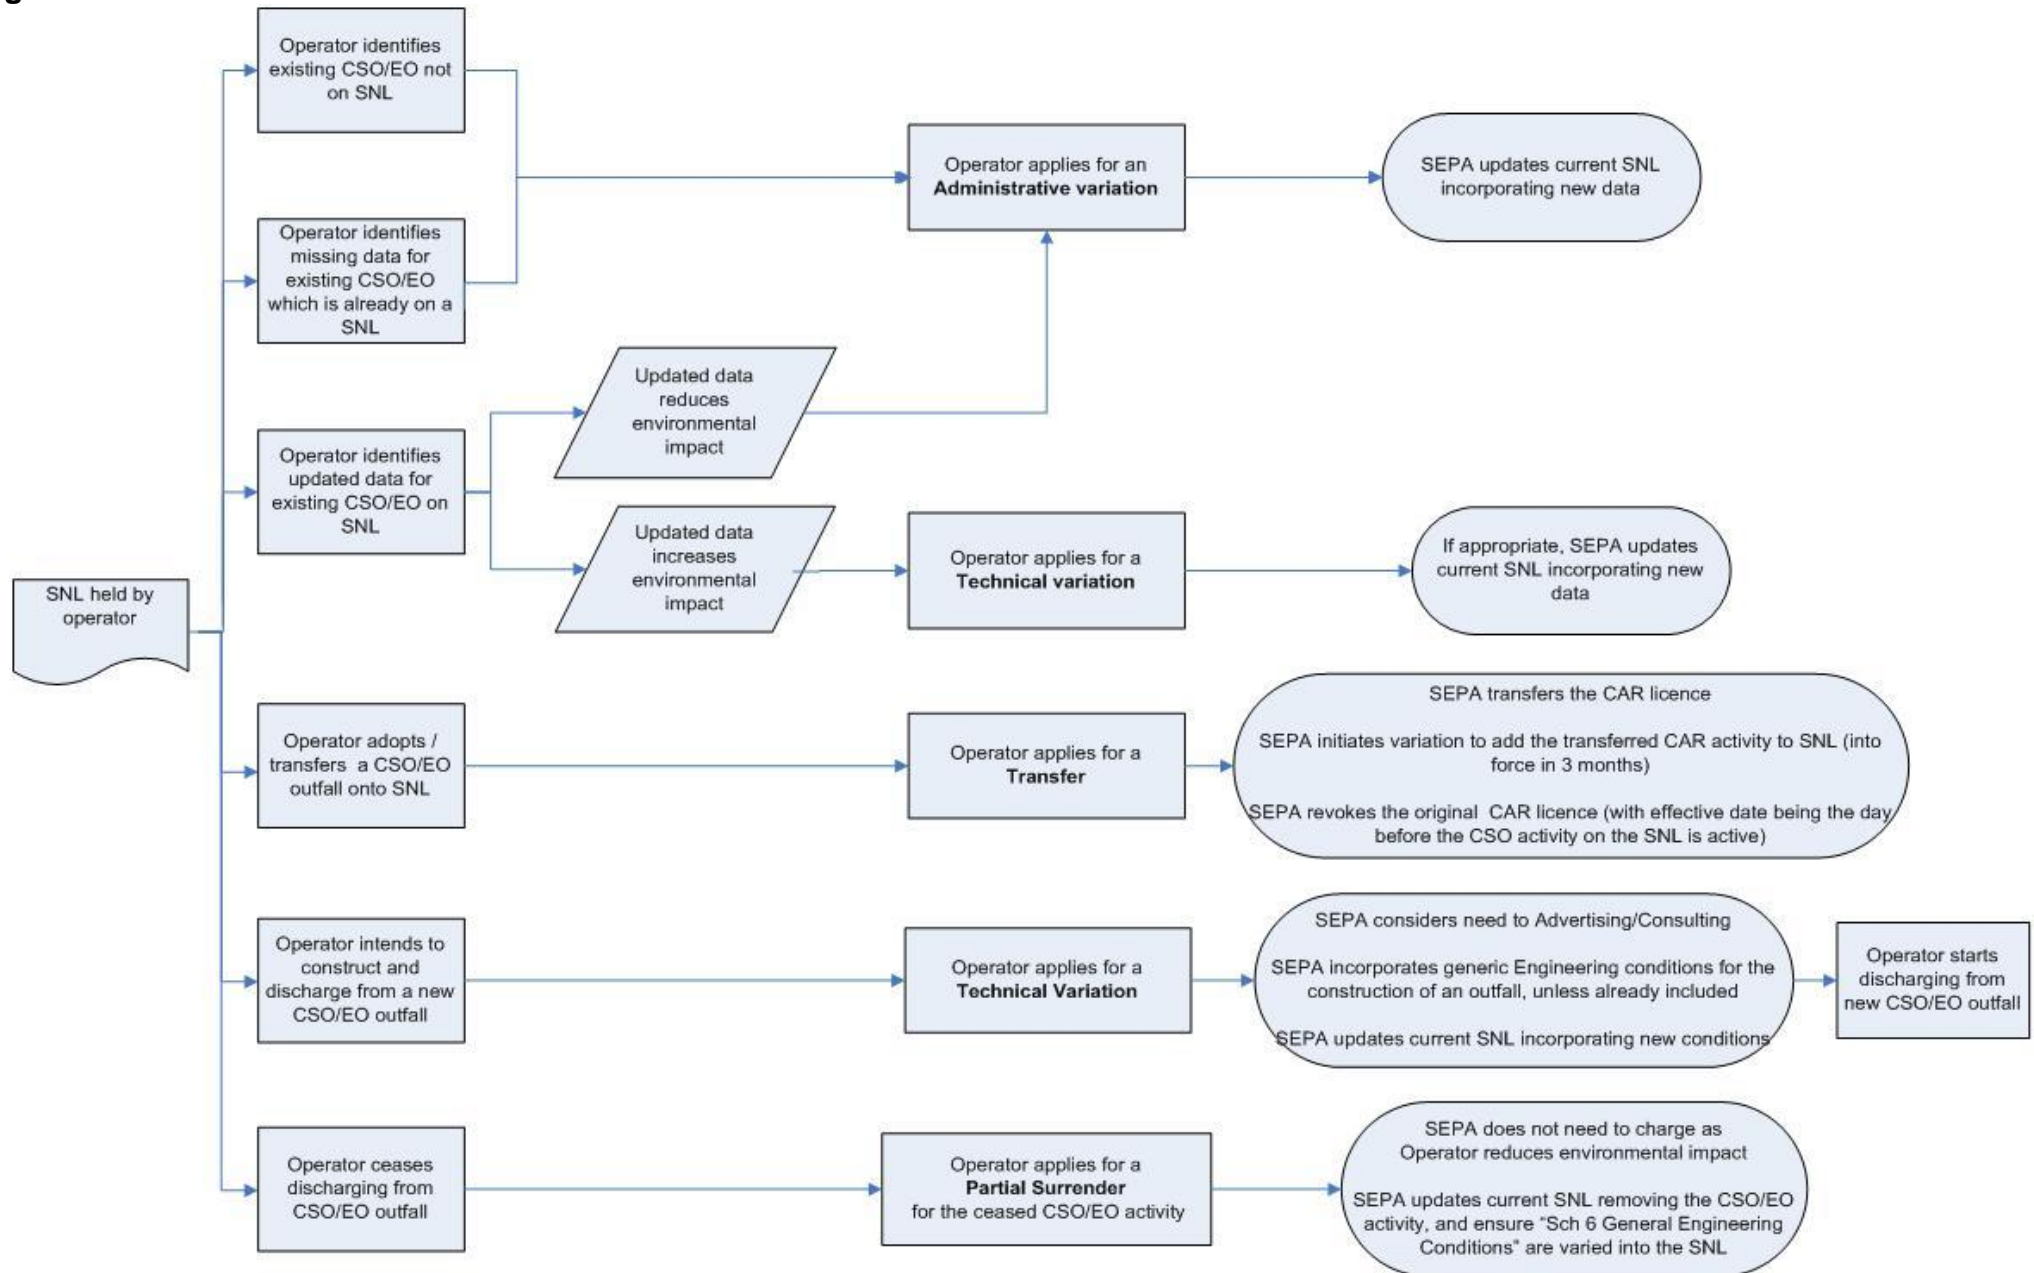 g
Operator identifies
existing CSO/EO not
on SNL
Operator applies for an
Administrative variation
SEPA updates current SNL
incorporating new data
Operator identifies
missing data for
existing CSO/EO
which is already on a
SNL
Updated data
reduces
environmental
impact
Operator identifies
updated data for
existing CSO/EO on
SNL
Updated data
increases
environmental
impact
Operator applies for a
Technical variation
If appropriate, SEPA updates
current SNL incorporating new
data
SNL held by
operator
Operator adopts /
transfers  a CSO/EO
outfall onto SNL
Operator applies for a
Transfer
SEPA transfers the CAR licence
SEPA initiates variation to add the transferred CAR activity to SNL (into
force in 3 months)
SEPA revokes the original  CAR licence (with effective date being the day
before the CSO activity on the SNL is active)
Operator intends to
construct and
discharge from a new
CSO/EO outfall
Operator applies for a
Technical Variation
SEPA considers need to Advertising/Consulting
SEPA incorporates generic Engineering conditions for the
construction of an outfall, unless already included
SEPA updates current SNL incorporating new conditions
Operator starts
discharging from
new CSO/EO outfall
Operator ceases
discharging from
CSO/EO outfall
Operator applies for a
Partial Surrender
for the ceased CSO/EO activity
SEPA does not need to charge as
Operator reduces environmental impact
SEPA updates current SNL removing the CSO/EO
activity, and ensure “Sch 6 General Engineering
Conditions” are varied into the SNL